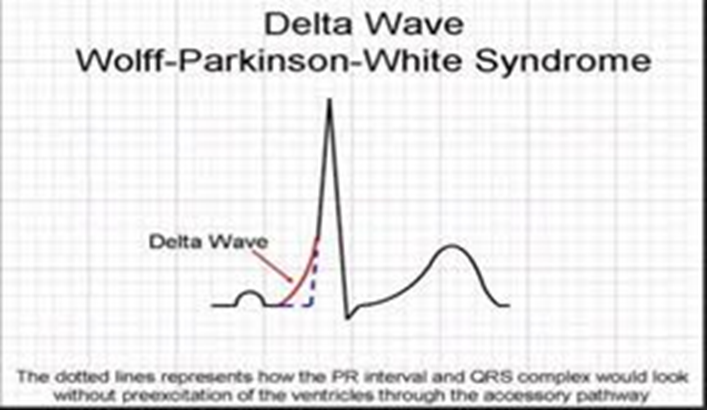 Delta Wave
Wolff-Parkinson-White Syndrome
Delta Wave
The dotted lines represents how the PR interval and QRS complex would look
without preexcitation of the ventricles through the accessory pathway